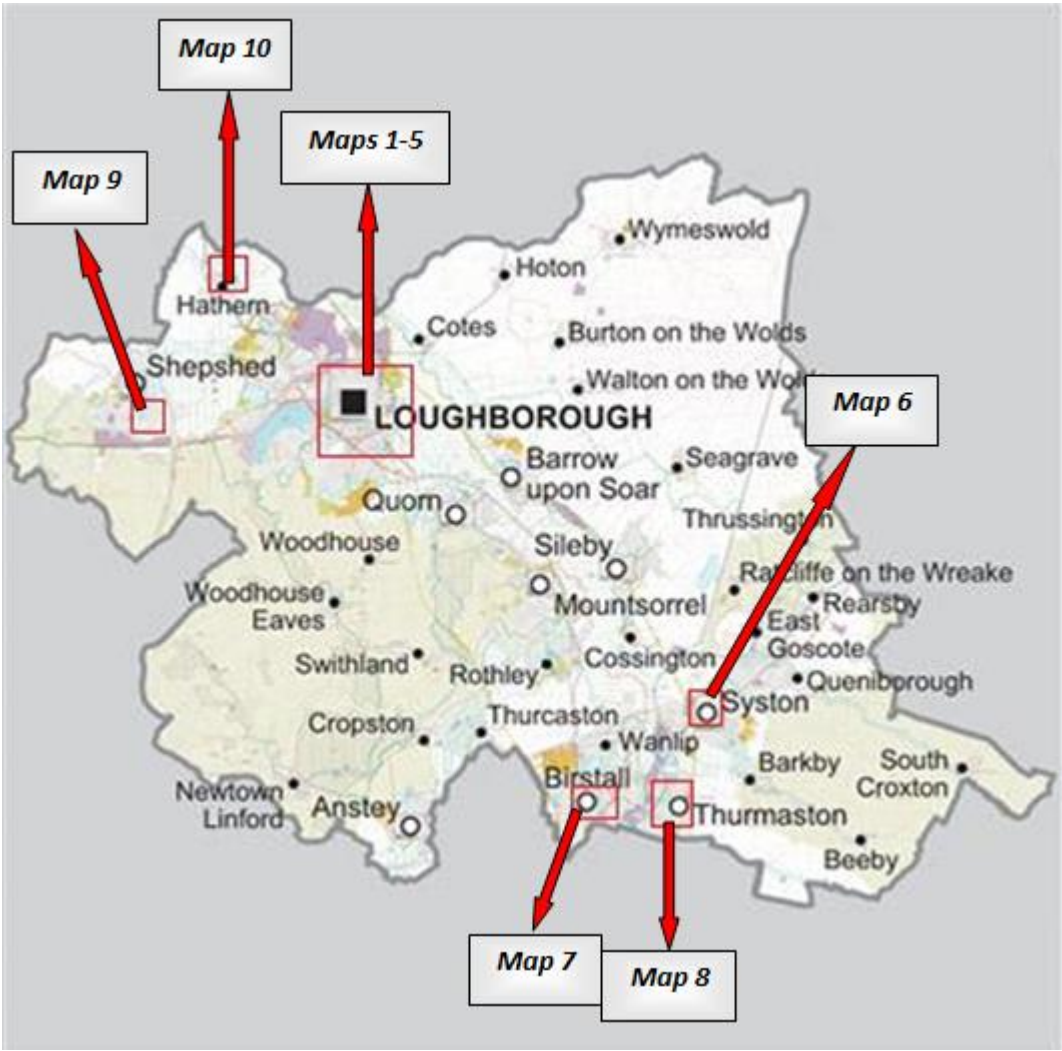 Map 10
Maps 1-5
Map 9
Wymeswold
Hoton
Hathern
Cotes
Burton on the Wolds
Shepshed
Walton on the Wold
Map 6
LOUGHBOROUGH
Barrow
upon Soar
Seagrave
Quorn
Thrussington
Woodhouse
Sileby
Ratcliffe on the Wreake
Woodhouse
Eaves
Mountsorrel
Rearsby
East
Goscote
Swithland
Rothley
Cossington
Queniborough
Syston
Cropston
Thurcaston
Wanlip
Barkby
South
Croxton
Birstall
Newtown
Linford
Anstey
Thurmaston
Beeby
Map 7
Map 8